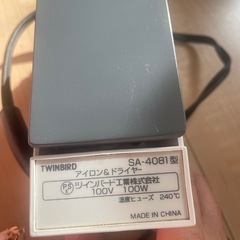 TWINBIRD
SA-4081型
アイロン&ドライヤー
PSE ツインバード工業株式会社
100V 100W
温度ヒューズ 240℃
MADE IN CHINA